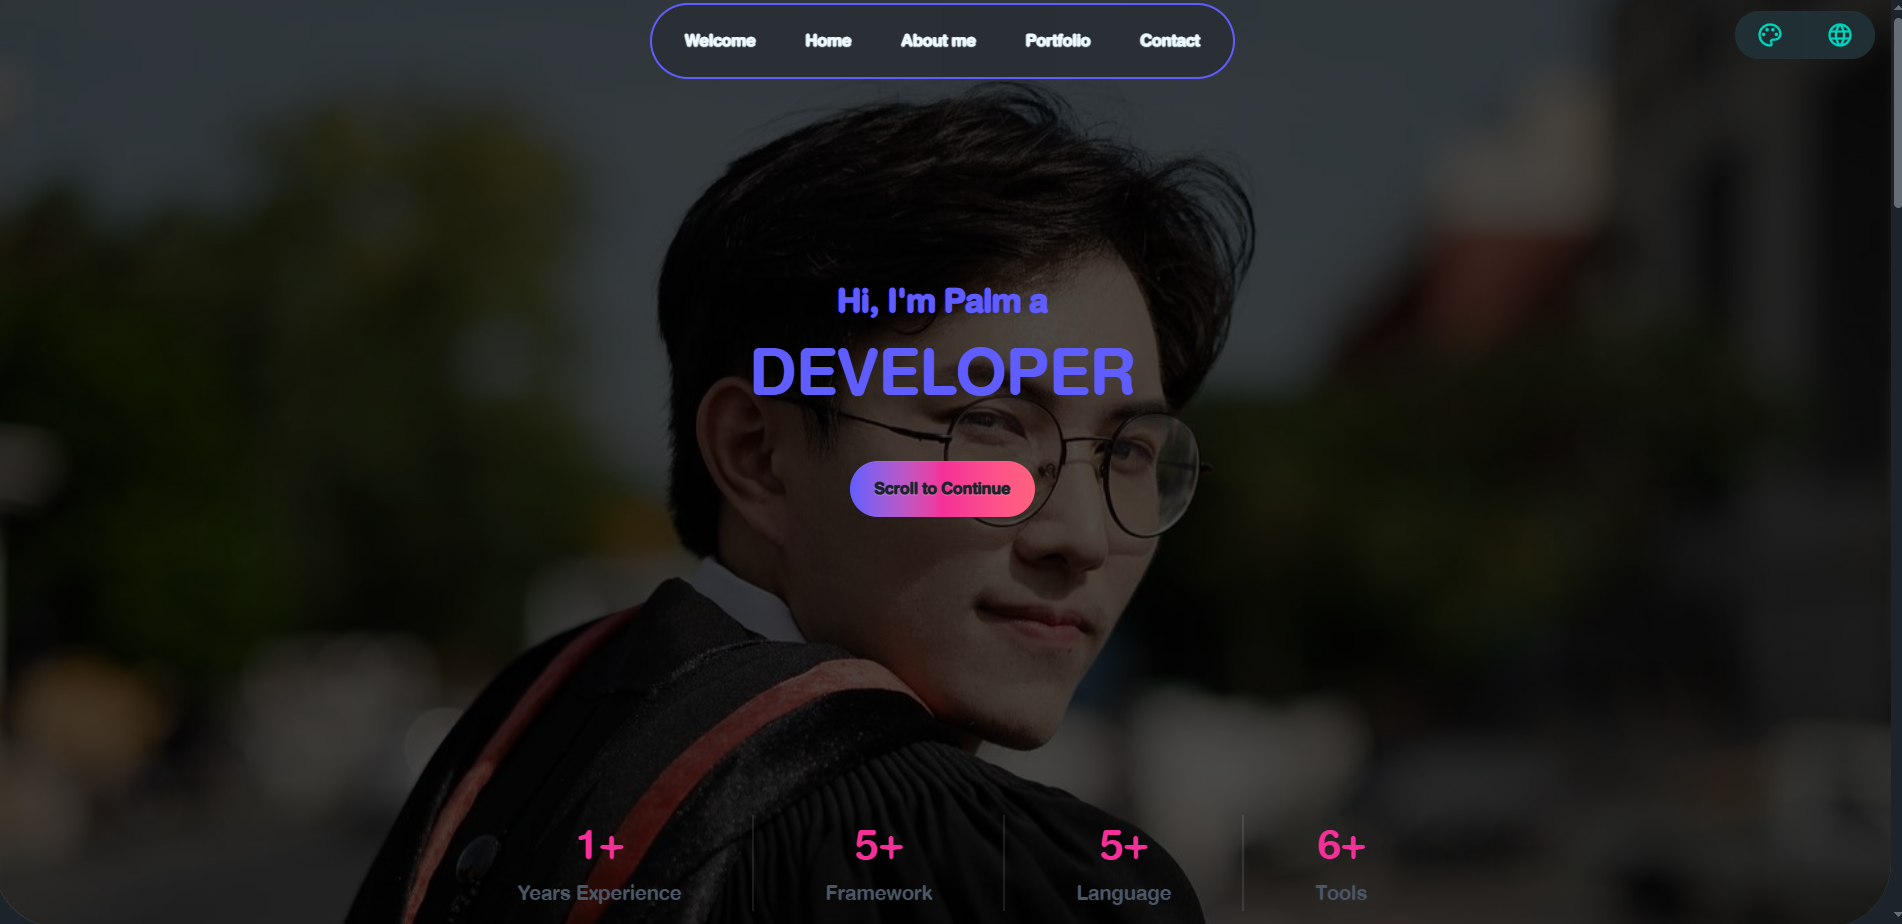 Welcome Home About me Portfolio Contact
Hi, I'm Palm a
DEVELOPER
Scroll to Continue
1+ 5+ 5+ 6+
Years Experience Framework Language Tools